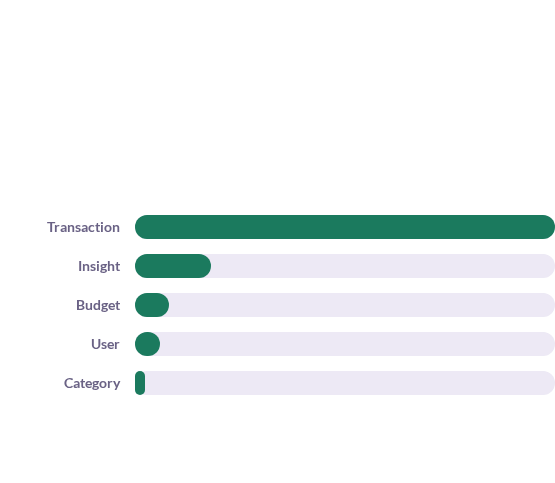 Transaction
Insight
Budget
User
Category